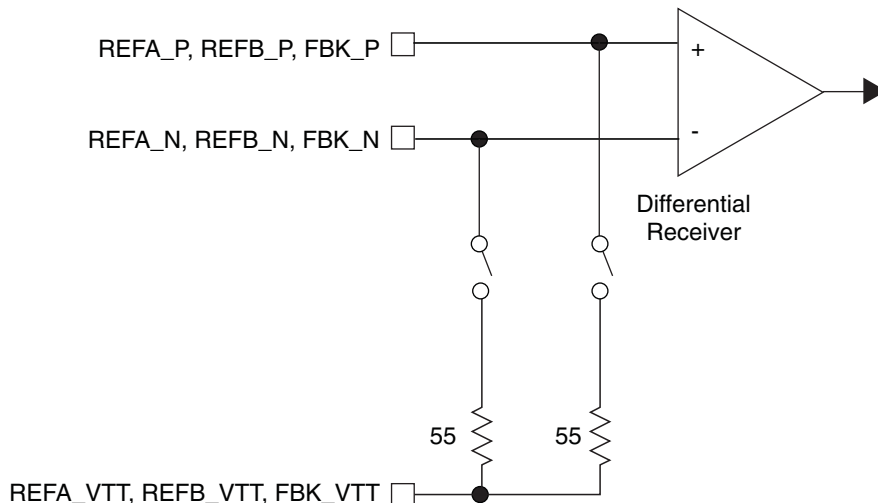 REFA_P, REFB_P, FBK_P
+
REFA_N, REFB_N, FBK_N
-
Differential
Receiver
55
55
REFA_VTT, REFB_VTT, FBK_VTT